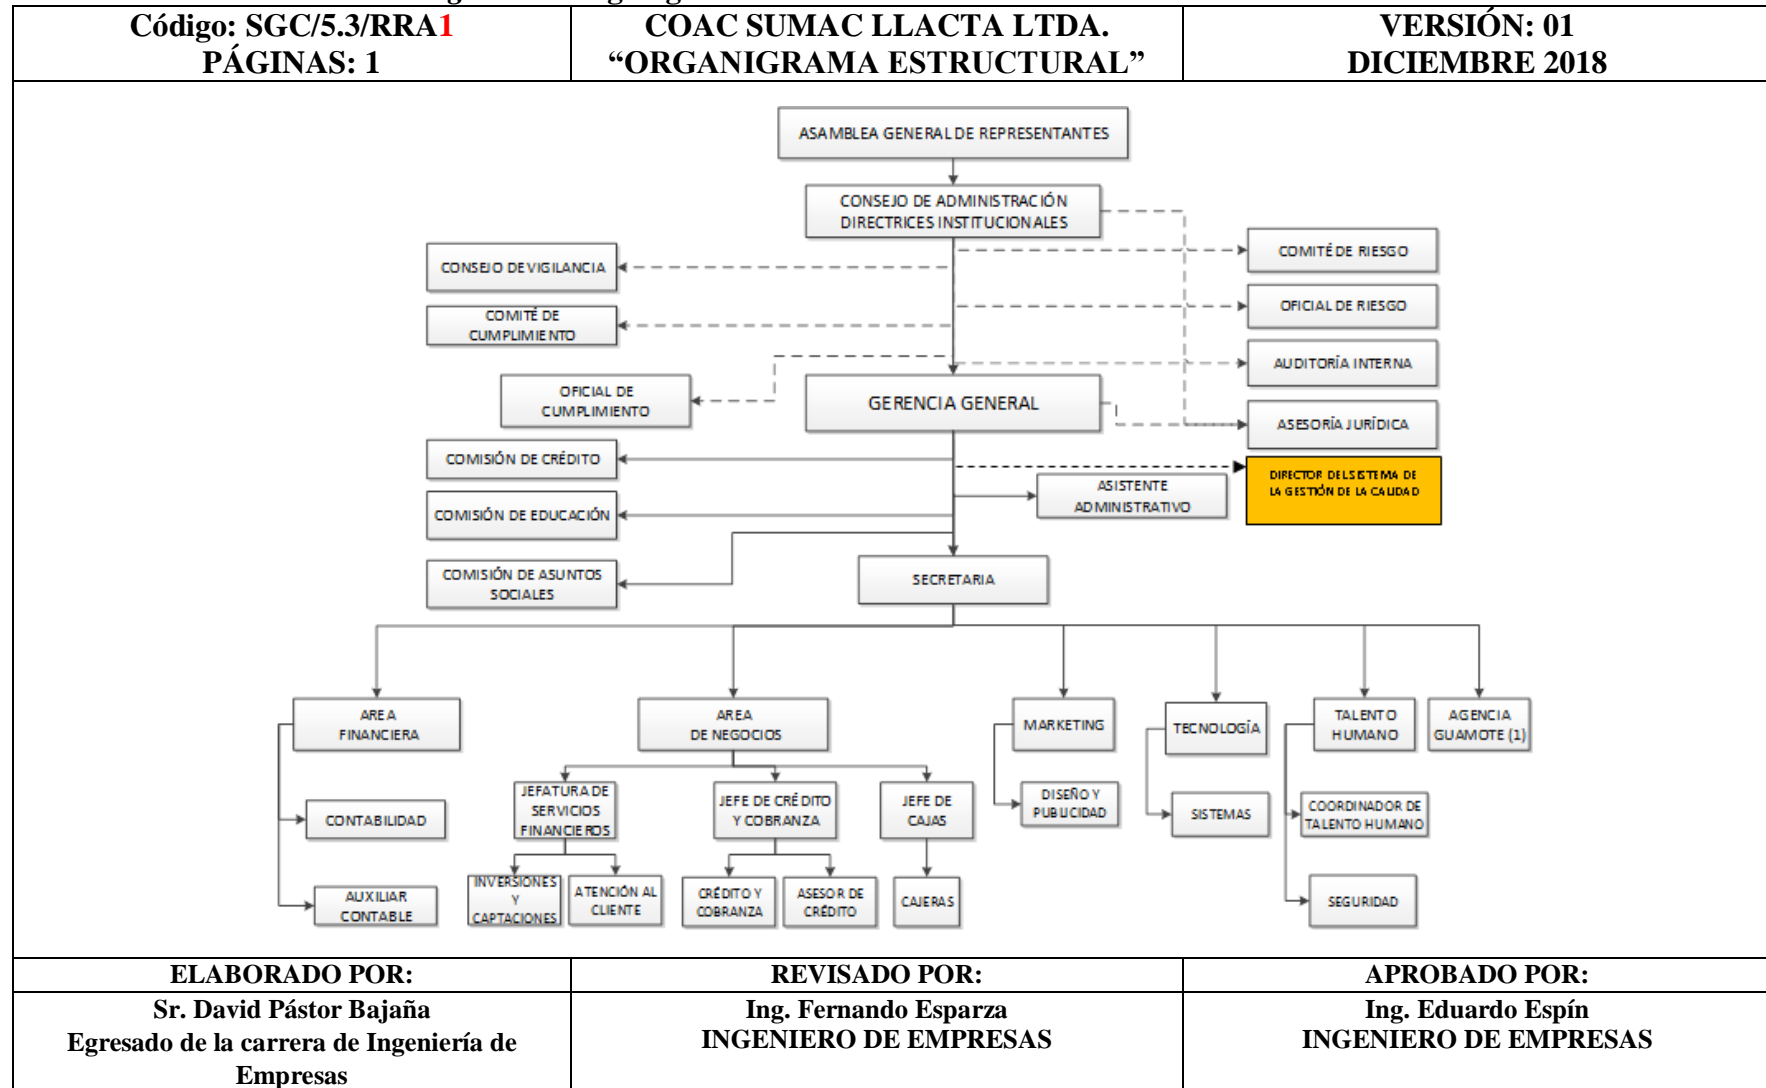 Código: SGC/5.3/RRA1
PÁGINAS: 1
COAC SUMAC LLACTA LTDA.
“ORGANIGRAMA ESTRUCTURAL”
VERSIÓN: 01
DICIEMBRE 2018
ASAMBLEA GENERAL DE REPRESENTANTES
CONSEJO DE ADMINISTRACIÓN
DIRECTRICES INSTITUCIONALES
CONSEJO DE VIGILANCIA
COMITÉ DE RIESGO
COMITÉ DE
CUMPLIMIENTO
OFICIAL DE RIESGO
AUDITORÍA INTERNA
OFICIAL DE
CUMPLIMIENTO
GERENCIA GENERAL
ASESORÍA JURÍDICA
COMISIÓN DE CRÉDITO
DIRECTOR DEL SISTEMA DE
LA GESTIÓN DE LA CALIDAD
ASISTENTE
ADMINISTRATIVO
COMISIÓN DE EDUCACIÓN
COMISIÓN DE ASUNTOS
SOCIALES
SECRETARIA
AREA
FINANCIERA
AREA
DE NEGOCIOS
MARKETING
TECNOLOGÍA
TALENTO
HUMANO
AGENCIA
GUAMOTE (1)
CONTABILIDAD
JEFATURA DE
SERVICIOS
FINANCIEROS
JEFE DE CRÉDITO
Y COBRANZA
JEFE DE
CAJAS
DISEÑO Y
PUBLICIDAD
SISTEMAS
COORDINADOR DE
TALENTO HUMANO
AUXILIAR
CONTABLE
INVERSIONES
Y
CAPTACIONES
ATENCIÓN AL
CLIENTE
CRÉDITO Y
COBRANZA
ASESOR DE
CRÉDITO
CAJERAS
SEGURIDAD
ELABORADO POR:
REVISADO POR:
APROBADO POR:
Sr. David Pástor Bajaña
Egresado de la carrera de Ingeniería de
Empresas
Ing. Fernando Esparza
INGENIERO DE EMPRESAS
Ing. Eduardo Espín
INGENIERO DE EMPRESAS